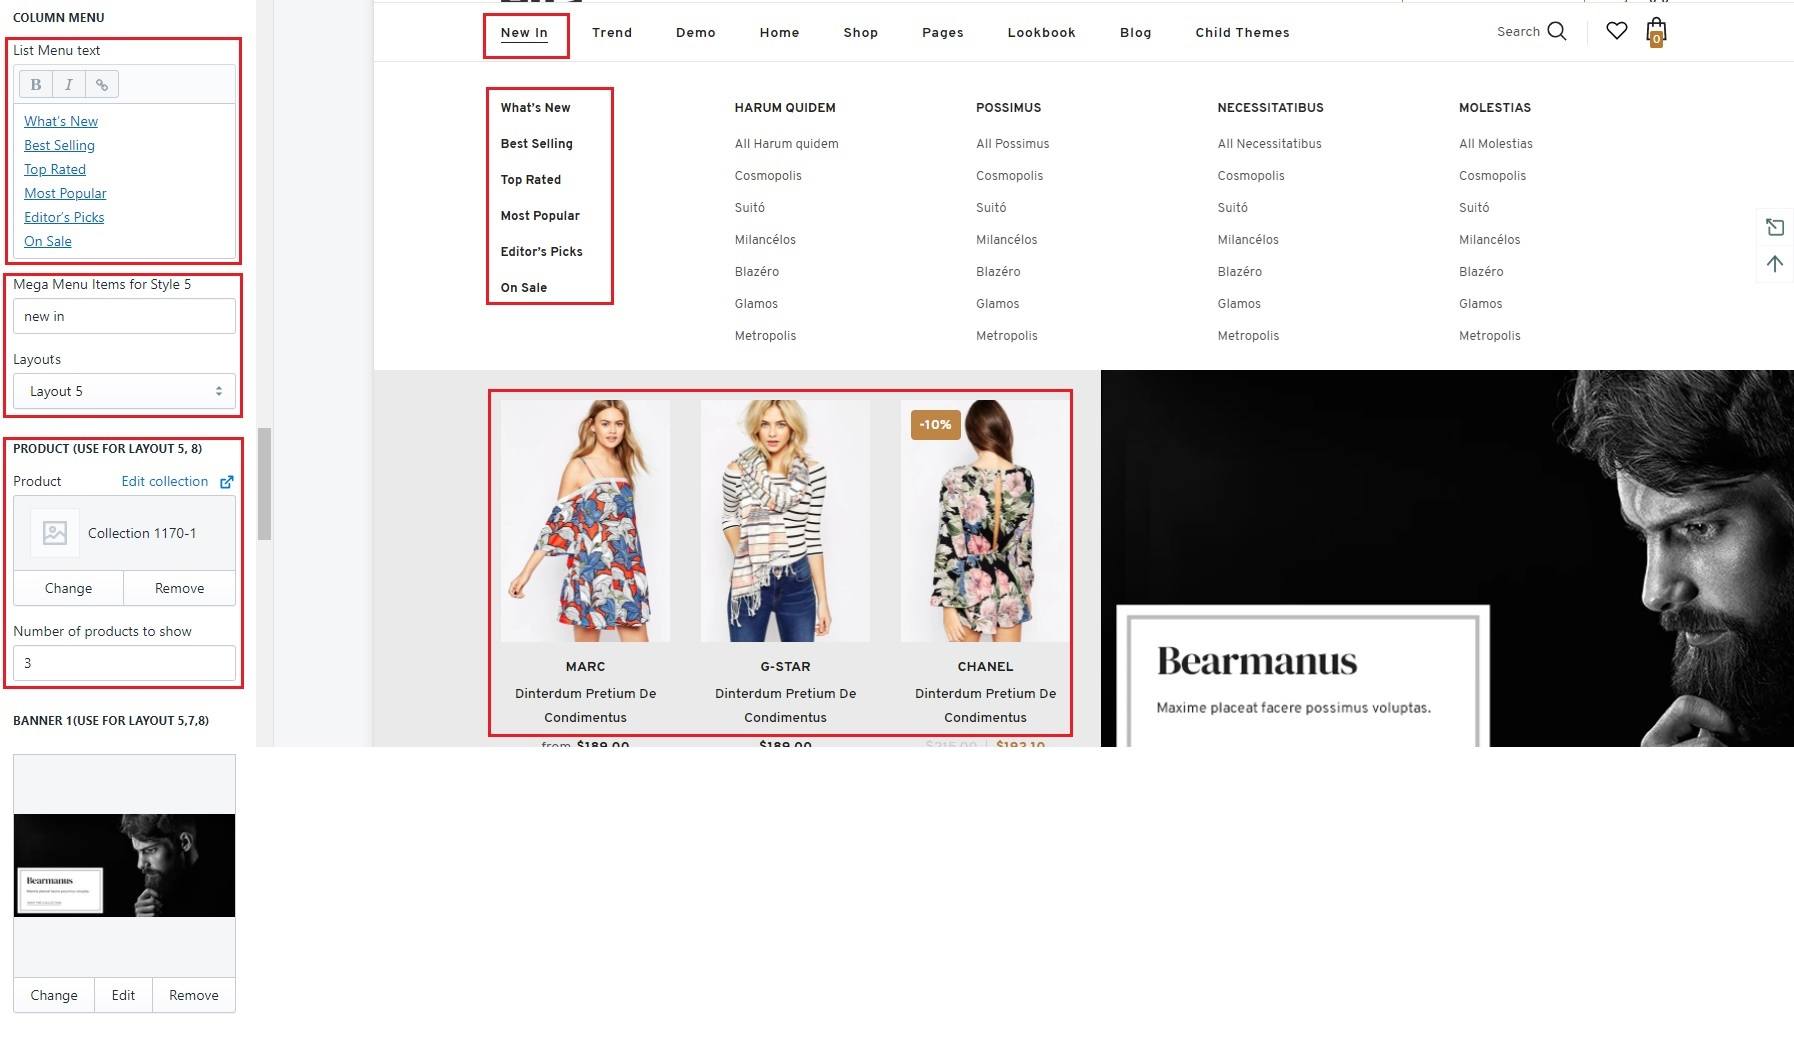 COLUMN MENU
List Menu text
B I
What's New
Best Selling
Top Rated
Most Popular
Editor's Picks
On Sale
Mega Menu Items for Style 5
new in
Layouts
Layout 5
PRODUCT (USE FOR LAYOUT 5, 8)
Product Edit collection
Collection 1170-1
Change Remove
Number of products to show
3
BANNER 1(USE FOR LAYOUT 5,7,8)
Bearmanus
Change Edit Remove
New In Trend Demo Home Shop Pages Lookbook Blog Child Themes Search 0
What's New
Best Selling
Top Rated
Most Popular
Editor's Picks
On Sale
HARUM QUIDEM
All Harum quidem
Cosmopolis
Suitó
Milancélos
Blazéro
Glamos
Metropolis
POSSIMUS
All Possimus
Cosmopolis
Suitó
Milancélos
Blazéro
Glamos
Metropolis
NECESSITATIBUS
All Necessitatibus
Cosmopolis
Suitó
Milancélos
Blazéro
Glamos
Metropolis
MOLESTIAS
All Molestias
Cosmopolis
Suitó
Milancélos
Blazéro
Glamos
Metropolis
MARC
Dinterdum Pretium De
Condimentus
from $189.00
G-STAR
Dinterdum Pretium De
Condimentus
$189.00
-10%
CHANEL
Dinterdum Pretium De
Condimentus
$215.00 | $193.10
Bearmanus
Maxime placeat facere possimus voluptas.